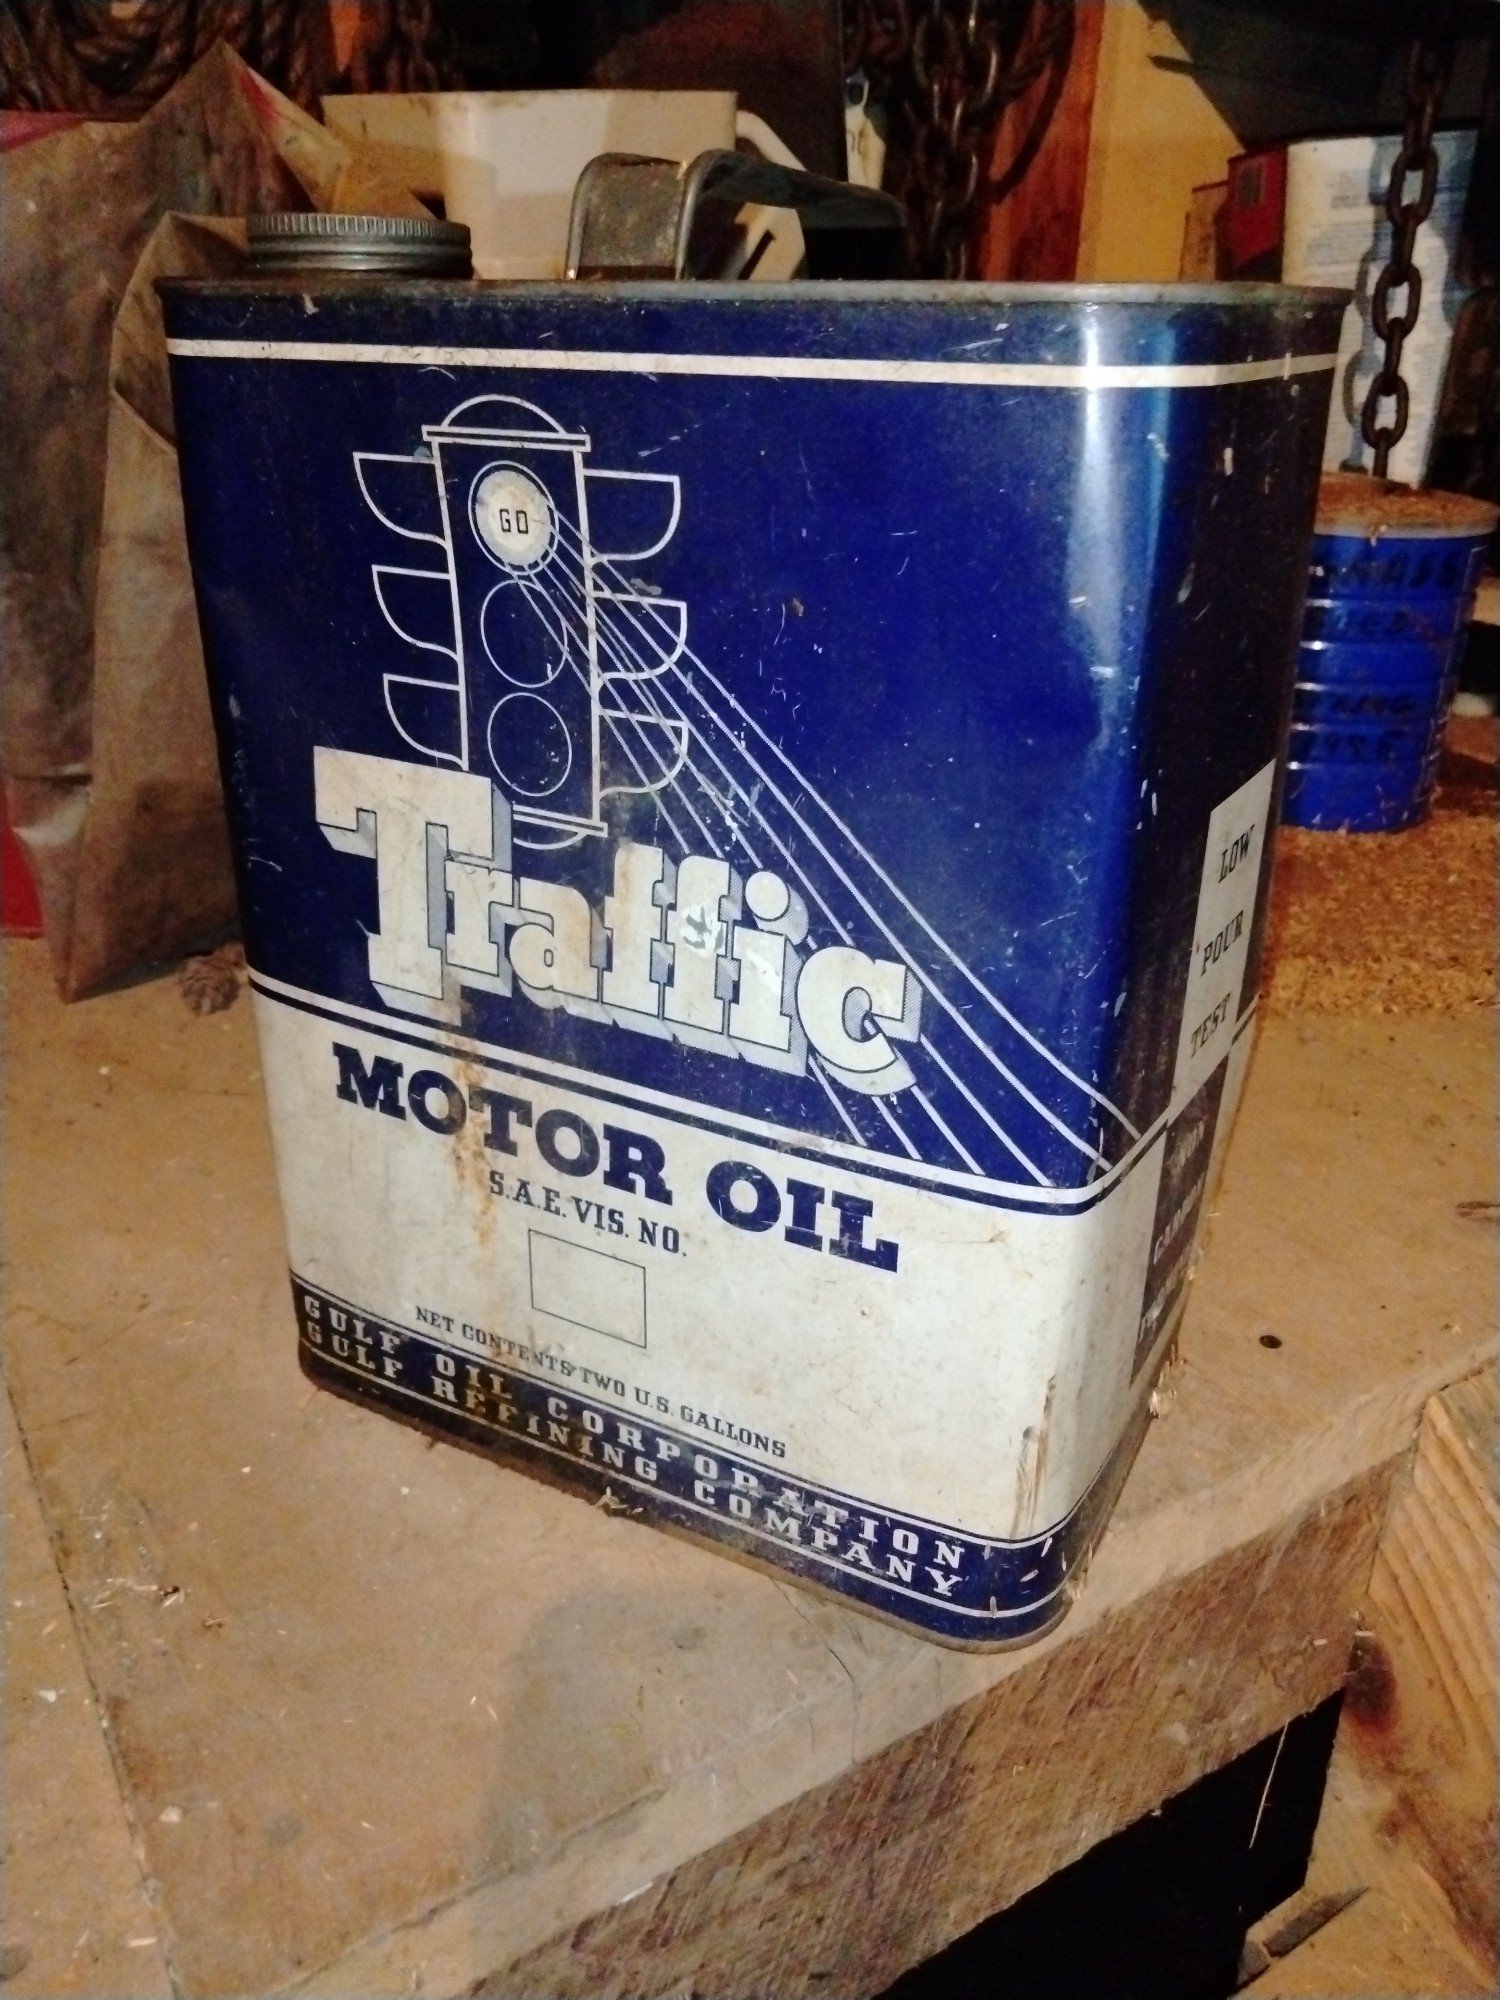 GO
Traffic
MOTOR OIL
S.A.E. VIS. NO.
NET CONTENTS TWO U.S. GALLONS
GULF OIL CORPORATION
GULF REFINING COMPANY
LOW
POUR
TEST